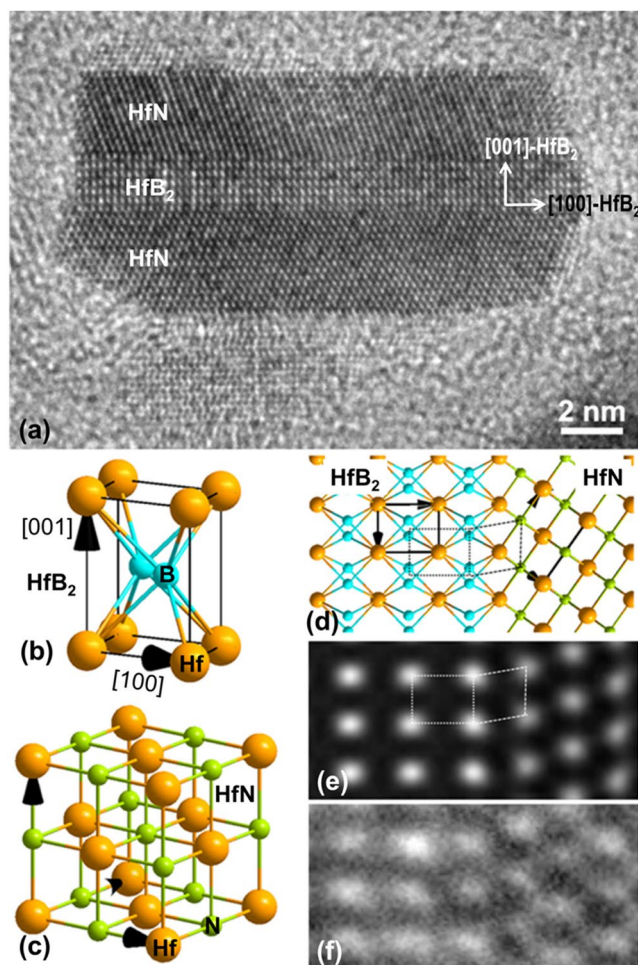 HfN
[001]-HfB₂
HfB₂
[100]-HfB₂
HfN
(a)
2 nm
[001]
HfB₂
B
Hf
(b)
[100]
HfB₂
HfN
(d)
(e)
HfN
N
Hf
(c)
(f)